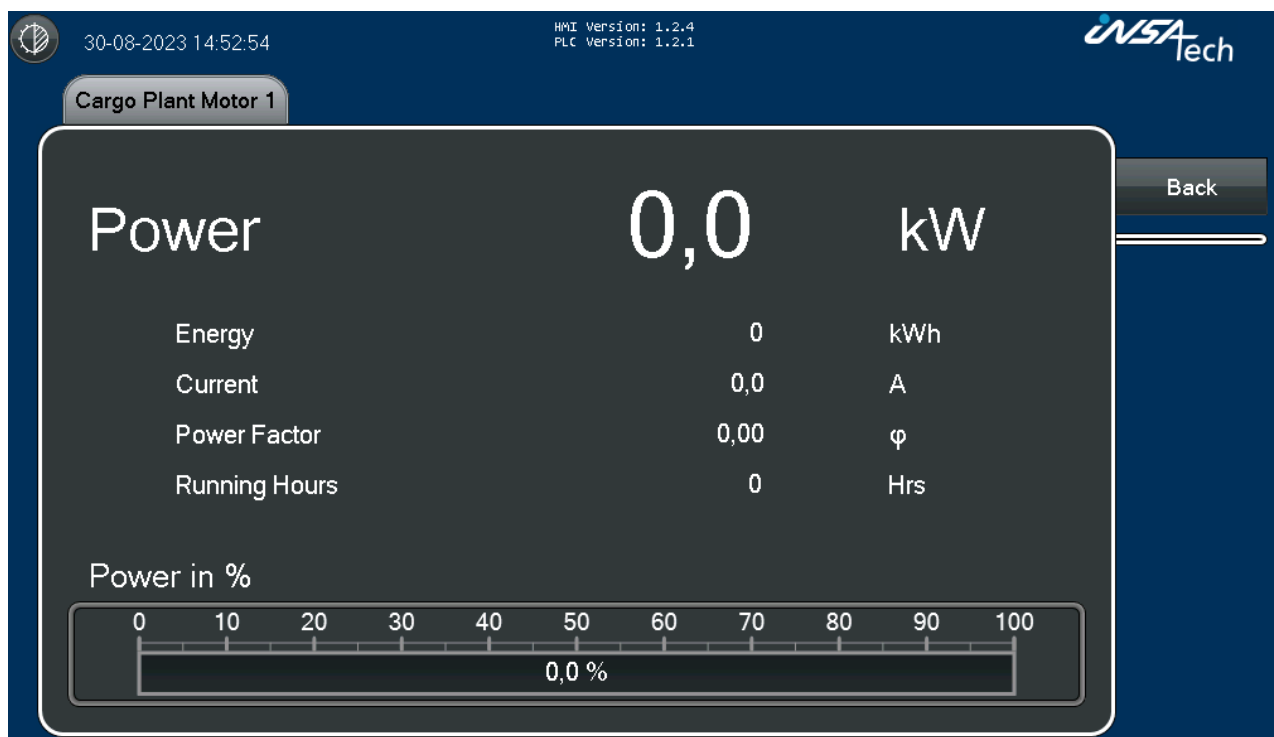 30-08-2023 14:52:54
HMI Version: 1.2.4
PLC Version: 1.2.1
iNSATech
Cargo Plant Motor 1
Back
Power 0,0 kW
Energy 0 kWh
Current 0,0 A
Power Factor 0,00 φ
Running Hours 0 Hrs
Power in %
0 10 20 30 40 50 60 70 80 90 100
0,0 %